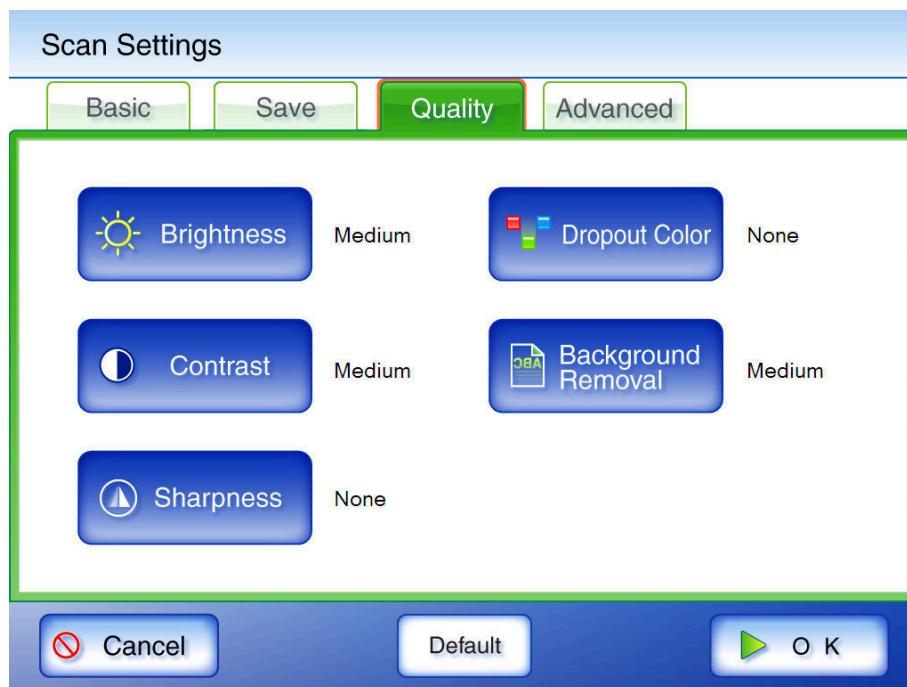 Scan Settings
Basic
Save
Quality
Advanced
Brightness
Medium
Dropout Color
None
Contrast
Medium
ABC
Background
Removal
Medium
Sharpness
None
Cancel
Default
O K